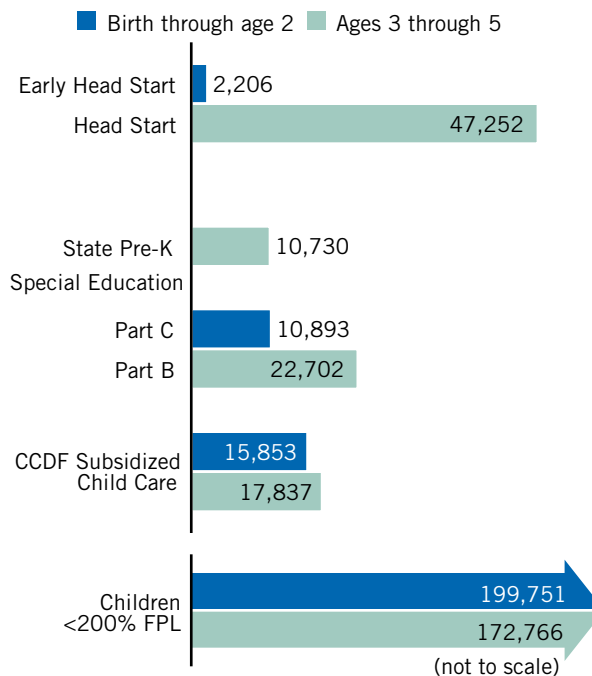 Birth through age 2 Ages 3 through 5
Early Head Start 2,206
Head Start 47,252
State Pre-K 10,730
Special Education
Part C 10,893
Part B 22,702
15,853
CCDF Subsidized
Child Care 17,837
199,751
Children
<200% FPL 172,766
(not to scale)